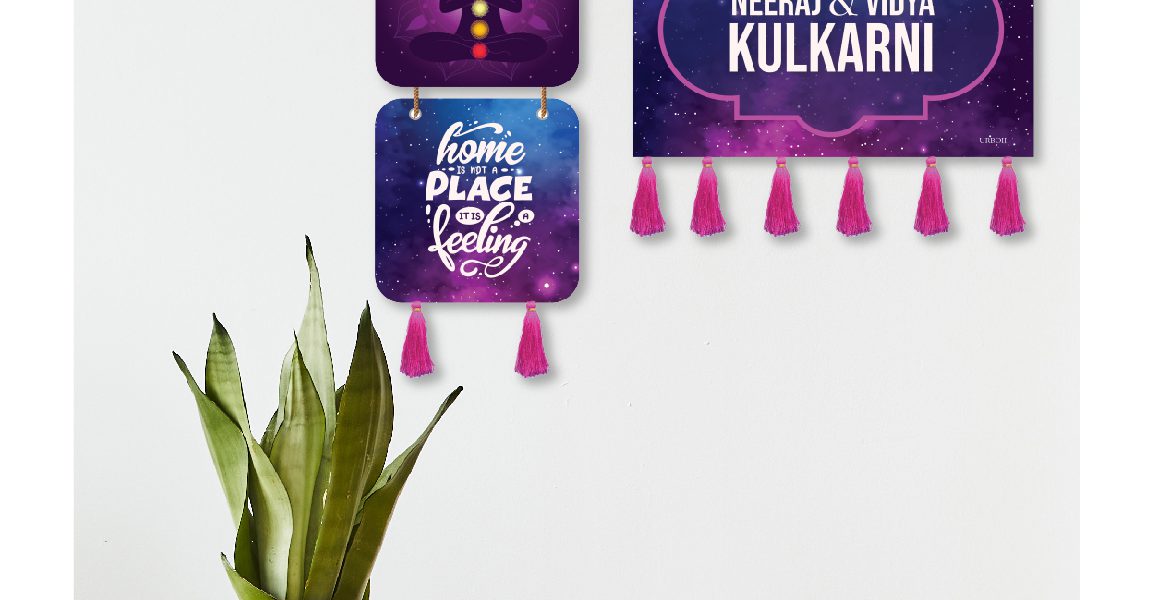 NEERAJ & VIDYA
KULKARNI
home
IS NOT A
PLACE
IT IS A
feeling